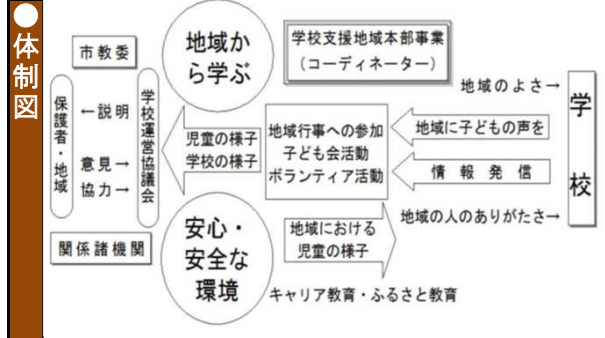 ●体制図
市教委
保護者・地域
←説明
意見→
協力→
学校運営協議会
関係諸機関
地域か
ら学ぶ
児童の様子
学校の様子
安心・
安全な
環境
学校支援地域本部事業
（コーディネーター）
地域行事への参加
子ども会活動
ボランティア活動
地域のよさ→
地域に子どもの声を
情報発信
地域の人のありがたさ→
地域における
児童の様子
キャリア教育・ふるさと教育
学校